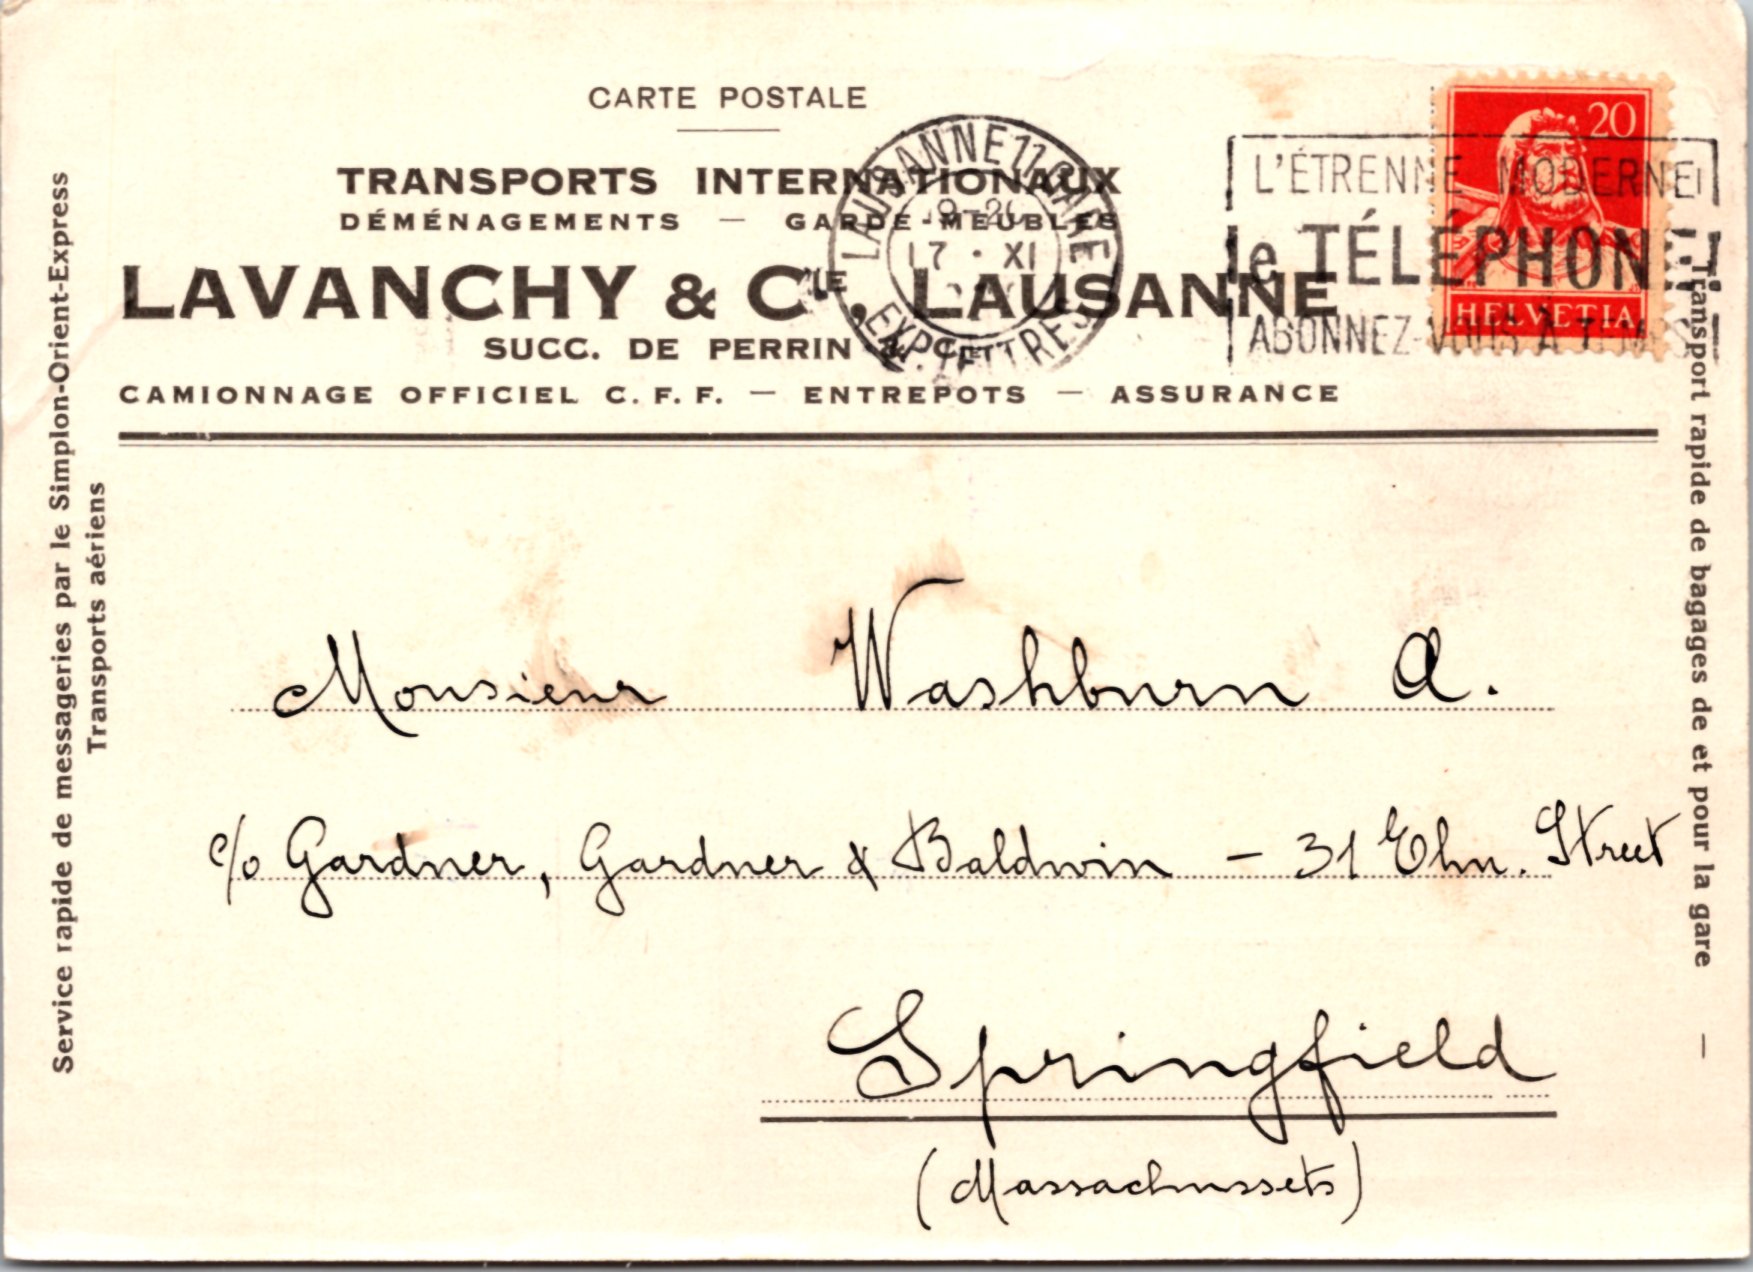 CARTE POSTALE
TRANSPORTS INTERNATIONAUX
DÉMÉNAGEMENTS — GARDE-MEUBLES
LAVANCHY & CIE. LAUSANNE
SUCC. DE PERRIN & CIE
CAMIONNAGE OFFICIEL C. F. F. — ENTREPOTS — ASSURANCE
LAUSANNE 1 GARE
17 · XI
EXP. LETTRES
L'ÉTRENNE MODERNE
le TÉLÉPHONE
ABONNEZ-VOUS À TEMPS
20
HELVETIA
Service rapide de messageries par le Simplon-Orient-Express
Transports aériens
Transport rapide de bagages de et pour la gare —
Monsieur Washburn A.
c/o Gardner, Gardner & Baldwin – 31 Elm. Street
Springfield
(Massachussets)